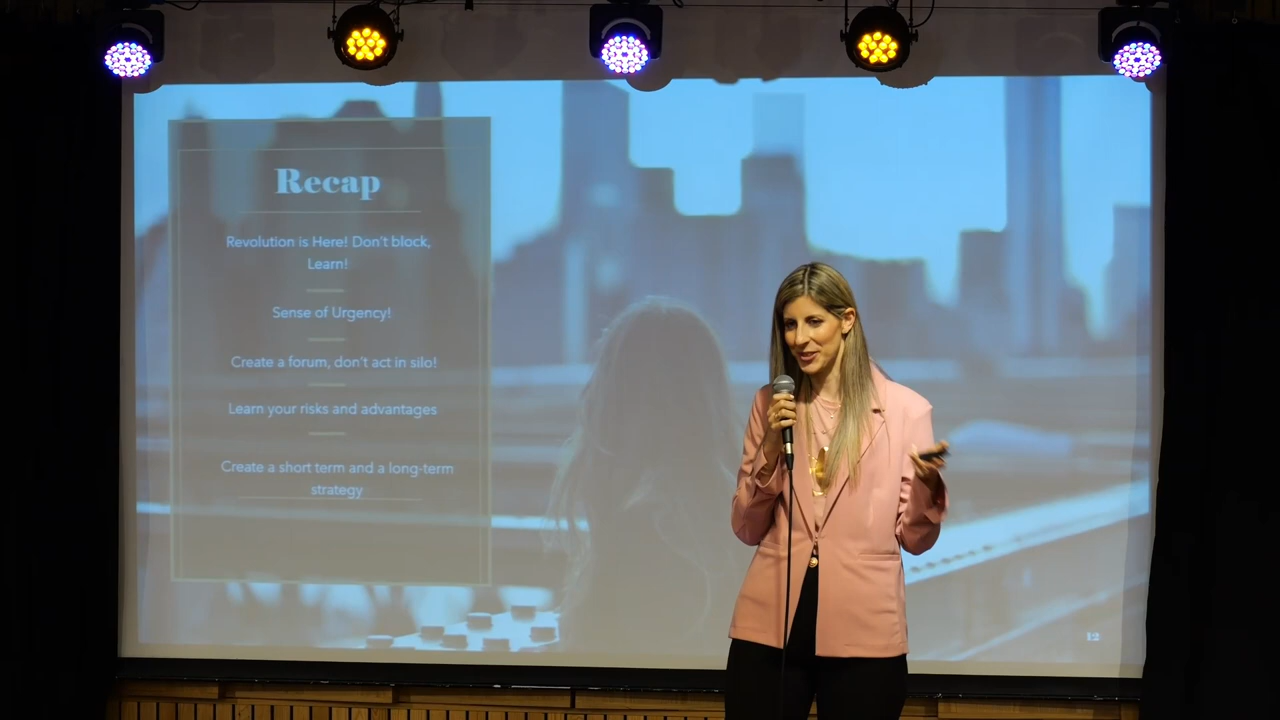 Recap
Revolution is Here! Don't block,
Learn!
Sense of Urgency!
Create a forum, don't act in silo!
Learn your risks and advantages
Create a short term and a long-term
strategy
12